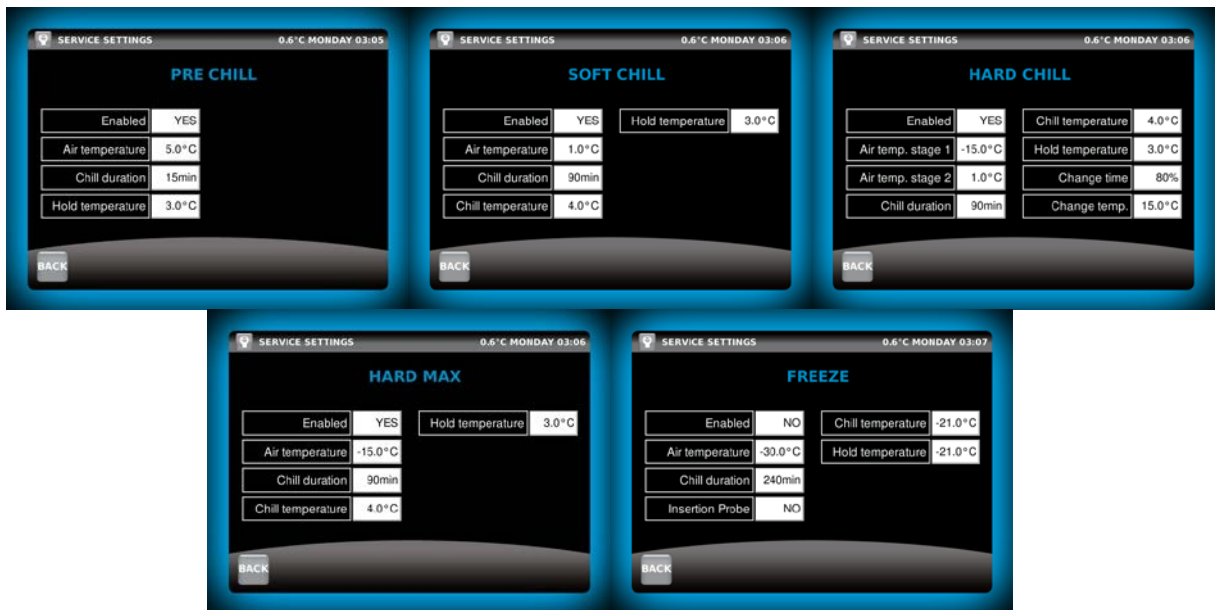 SERVICE SETTINGS 0.6°C MONDAY 03:05
PRE CHILL
Enabled YES
Air temperature 5.0°C
Chill duration 15min
Hold temperature 3.0°C
BACK
SERVICE SETTINGS 0.6°C MONDAY 03:06
SOFT CHILL
Enabled YES Hold temperature 3.0°C
Air temperature 1.0°C
Chill duration 90min
Chill temperature 4.0°C
BACK
SERVICE SETTINGS 0.6°C MONDAY 03:06
HARD CHILL
Enabled YES Chill temperature 4.0°C
Air temp. stage 1 -15.0°C Hold temperature 3.0°C
Air temp. stage 2 1.0°C Change time 80%
Chill duration 90min Change temp. 15.0°C
BACK
SERVICE SETTINGS 0.6°C MONDAY 03:06
HARD MAX
Enabled YES Hold temperature 3.0°C
Air temperature -15.0°C
Chill duration 90min
Chill temperature 4.0°C
BACK
SERVICE SETTINGS 0.6°C MONDAY 03:07
FREEZE
Enabled NO Chill temperature -21.0°C
Air temperature -30.0°C Hold temperature -21.0°C
Chill duration 240min
Insertion Probe NO
BACK